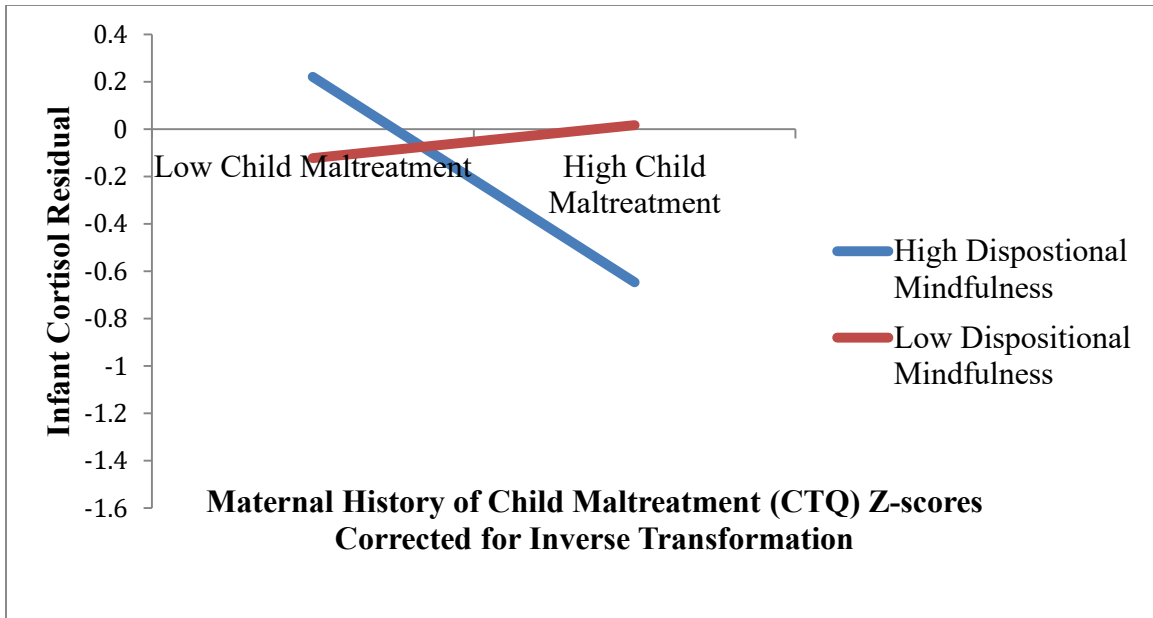 0.4
0.2
0
-0.2
-0.4
-0.6
-0.8
-1
-1.2
-1.4
-1.6
Infant Cortisol Residual
Low Child Maltreatment
High Child
Maltreatment
High Dispostional
Mindfulness
Low Dispositional
Mindfulness
Maternal History of Child Maltreatment (CTQ) Z-scores
Corrected for Inverse Transformation